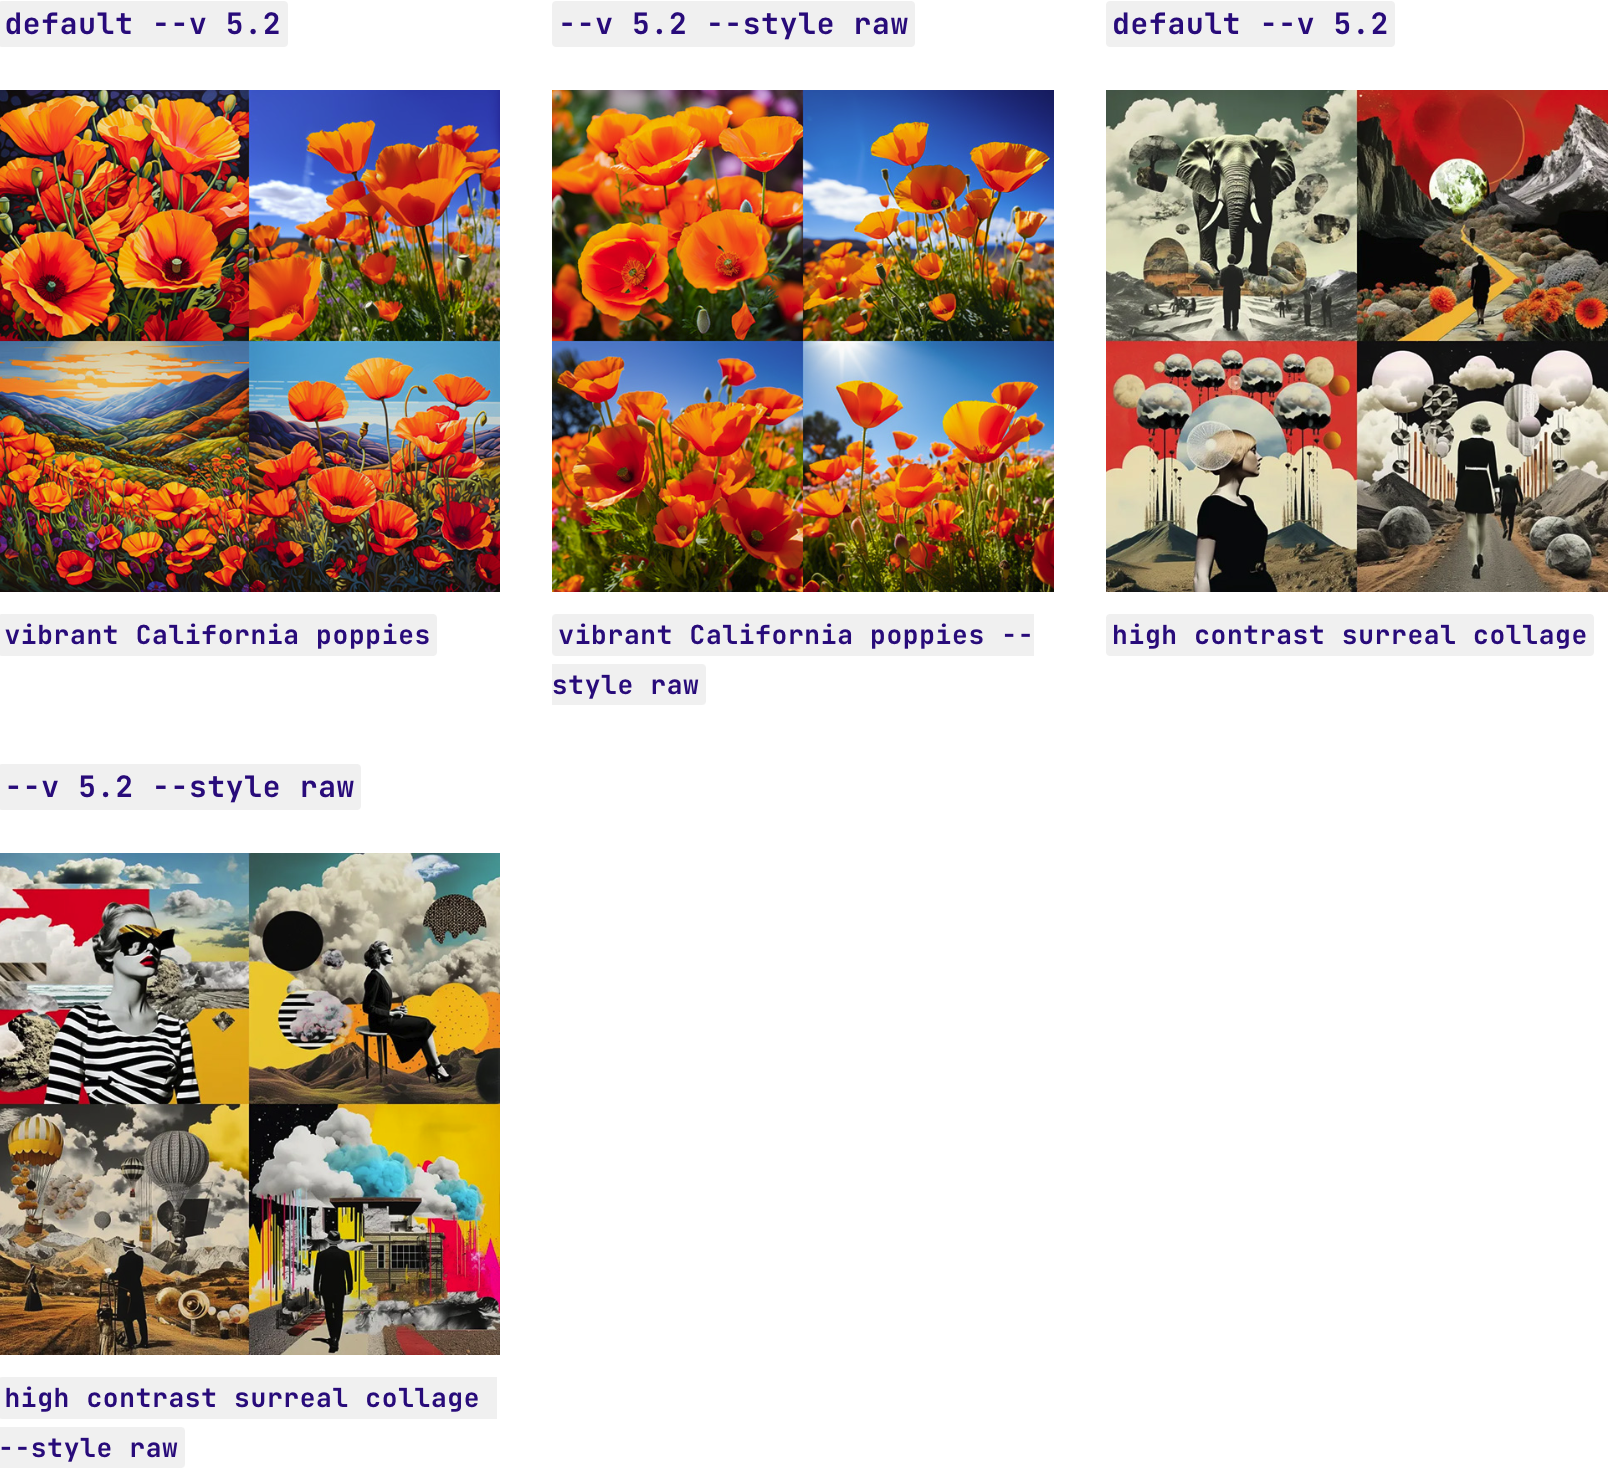 default --v 5.2
--v 5.2 --style raw
default --v 5.2
vibrant California poppies
vibrant California poppies --
style raw
high contrast surreal collage
--v 5.2 --style raw
high contrast surreal collage
--style raw